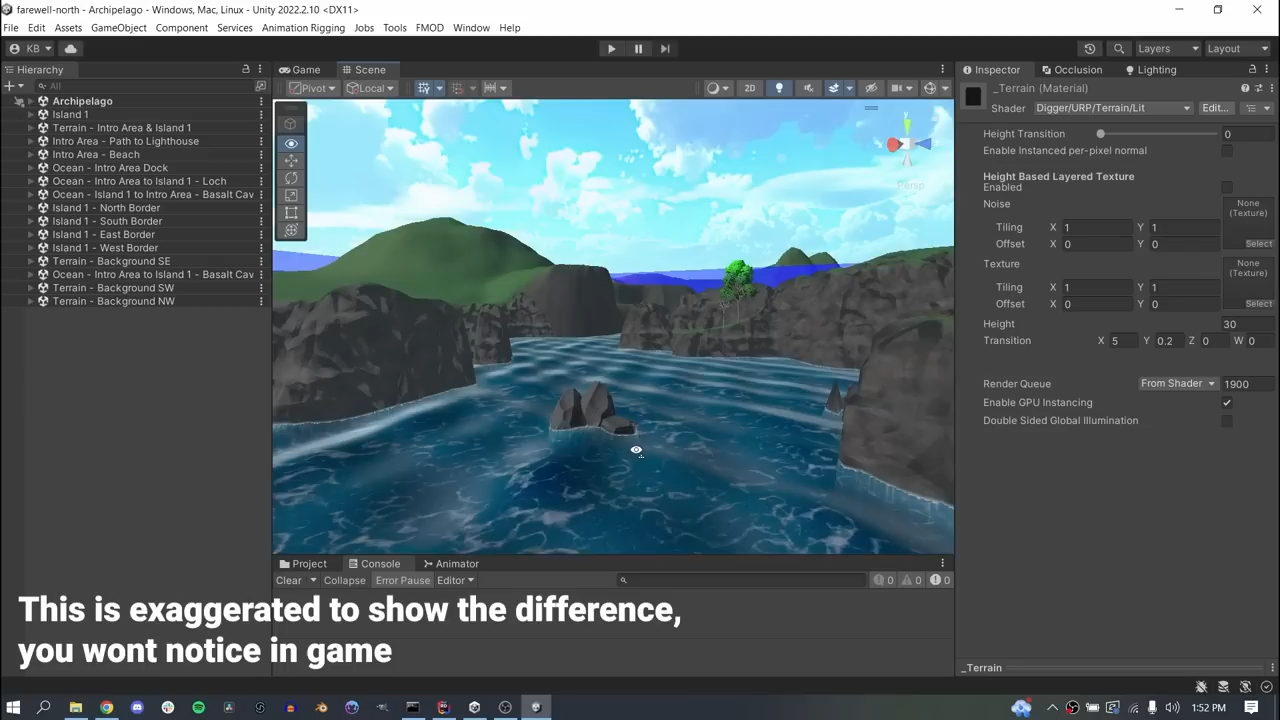 farewell-north - Archipelago - Windows, Mac, Linux - Unity 2022.2.10 <DX11>
File Edit Assets GameObject Component Services Animation Rigging Jobs Tools FMOD Window Help
KB Layers Layout
Hierarchy
All
Archipelago
Island 1
Terrain - Intro Area & Island 1
Intro Area - Path to Lighthouse
Intro Area - Beach
Ocean - Intro Area Dock
Ocean - Intro Area to Island 1 - Loch
Ocean - Island 1 to Intro Area - Basalt Cav
Island 1 - North Border
Island 1 - South Border
Island 1 - East Border
Island 1 - West Border
Terrain - Background SE
Ocean - Intro Area to Island 1 - Basalt Cav
Terrain - Background SW
Terrain - Background NW
Game Scene
Pivot Local 2D
y
Persp
Project Console Animator
Clear Collapse Error Pause Editor 0 0 0
Inspector Occlusion Lighting
_Terrain (Material)
Shader Digger/URP/Terrain/Lit Edit...
Height Transition 0
Enable Instanced per-pixel normal
Height Based Layered Texture
Enabled
Noise None
(Texture)
Tiling X 1 Y 1
Offset X 0 Y 0 Select
Texture None
(Texture)
Tiling X 1 Y 1
Offset X 0 Y 0 Select
Height 30
Transition X 5 Y 0.2 Z 0 W 0
Render Queue From Shader 1900
Enable GPU Instancing
Double Sided Global Illumination
_Terrain
This is exaggerated to show the difference,
you wont notice in game
1:52 PM